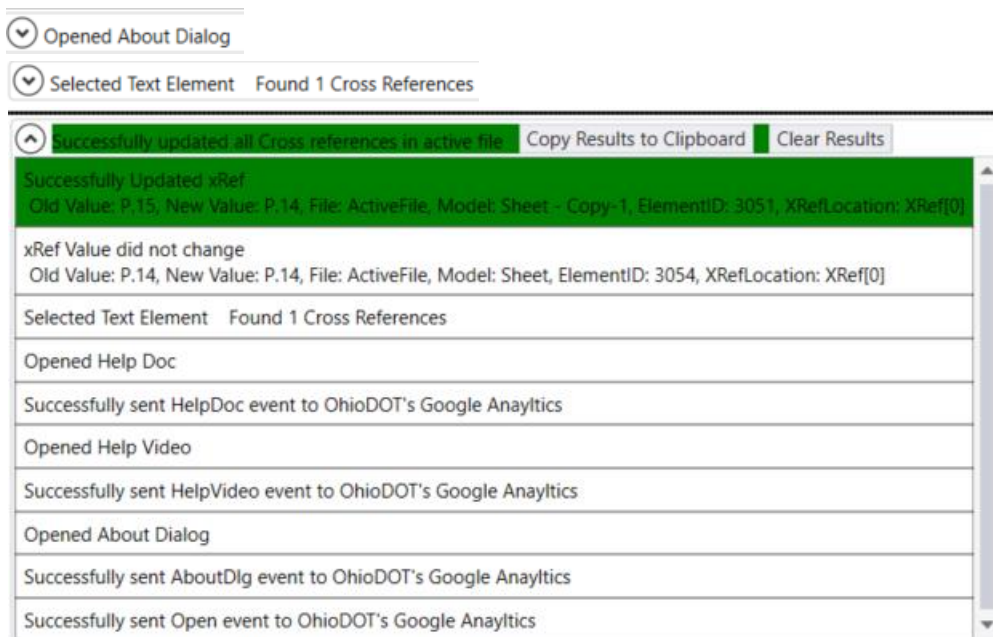 Opened About Dialog
Selected Text Element Found 1 Cross References
Successfully updated all Cross references in active file Copy Results to Clipboard Clear Results
Successfully Updated xRef
Old Value: P.15, New Value: P.14, File: ActiveFile, Model: Sheet - Copy-1, ElementID: 3051, XRefLocation: XRef[0]
xRef Value did not change
Old Value: P.14, New Value: P.14, File: ActiveFile, Model: Sheet, ElementID: 3054, XRefLocation: XRef[0]
Selected Text Element Found 1 Cross References
Opened Help Doc
Successfully sent HelpDoc event to OhioDOT's Google Anayltics
Opened Help Video
Successfully sent HelpVideo event to OhioDOT's Google Anayltics
Opened About Dialog
Successfully sent AboutDlg event to OhioDOT's Google Anayltics
Successfully sent Open event to OhioDOT's Google Anayltics